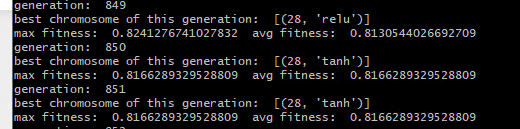 generation:  849
best chromosome of this generation:  [(28, 'relu')]
max fitness:  0.8241276741027832  avg fitness:  0.8130544026692709
generation:  850
best chromosome of this generation:  [(28, 'tanh')]
max fitness:  0.8166289329528809  avg fitness:  0.8166289329528809
generation:  851
best chromosome of this generation:  [(28, 'tanh')]
max fitness:  0.8166289329528809  avg fitness:  0.8166289329528809